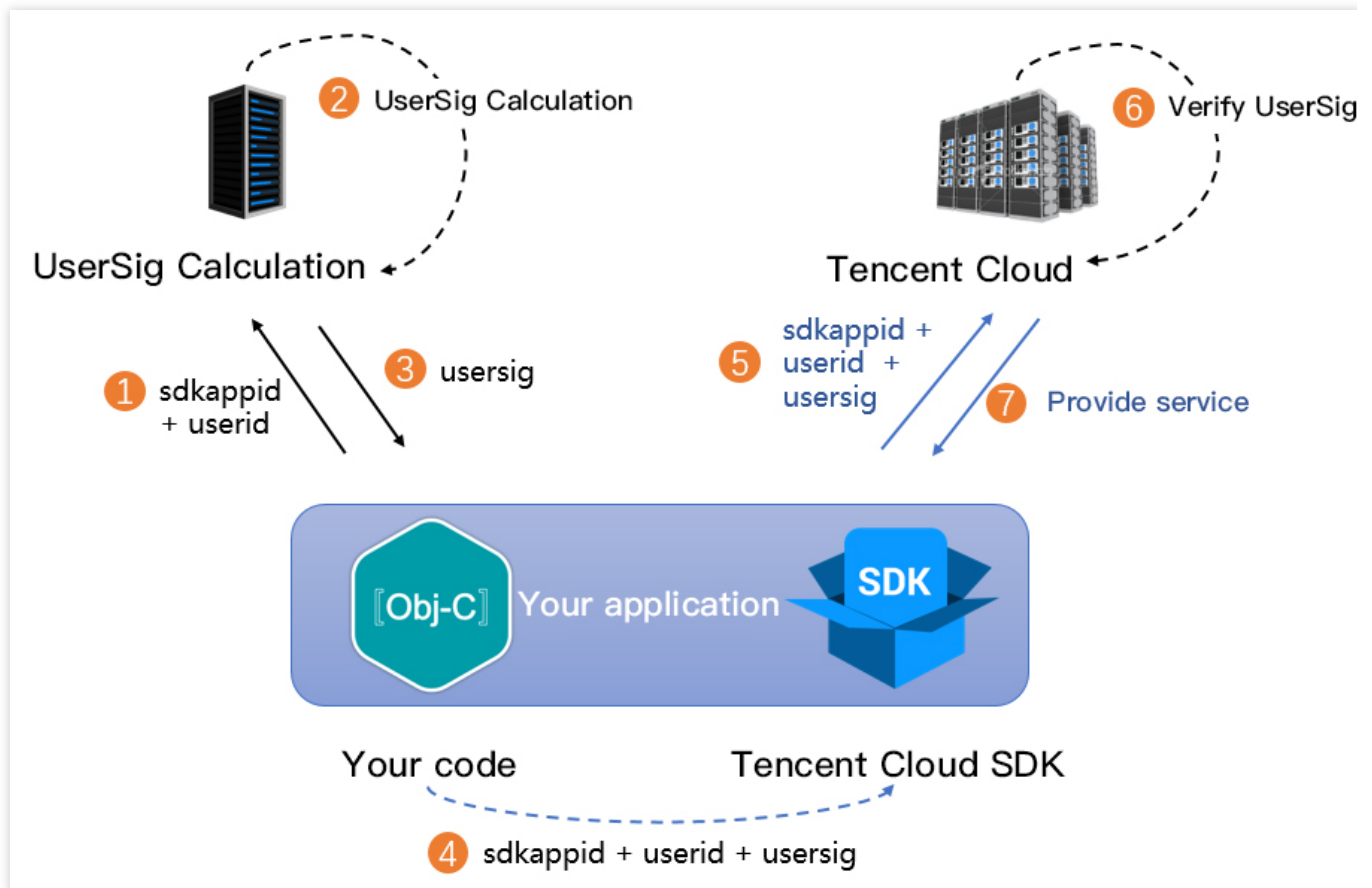 2 UserSig Calculation
6 Verify UserSig
UserSig Calculation
Tencent Cloud
1 sdkappid
+ userid
3 usersig
5 sdkappid +
userid +
usersig
7 Provide service
[Obj-C]
Your application
SDK
Your code
Tencent Cloud SDK
4 sdkappid + userid + usersig